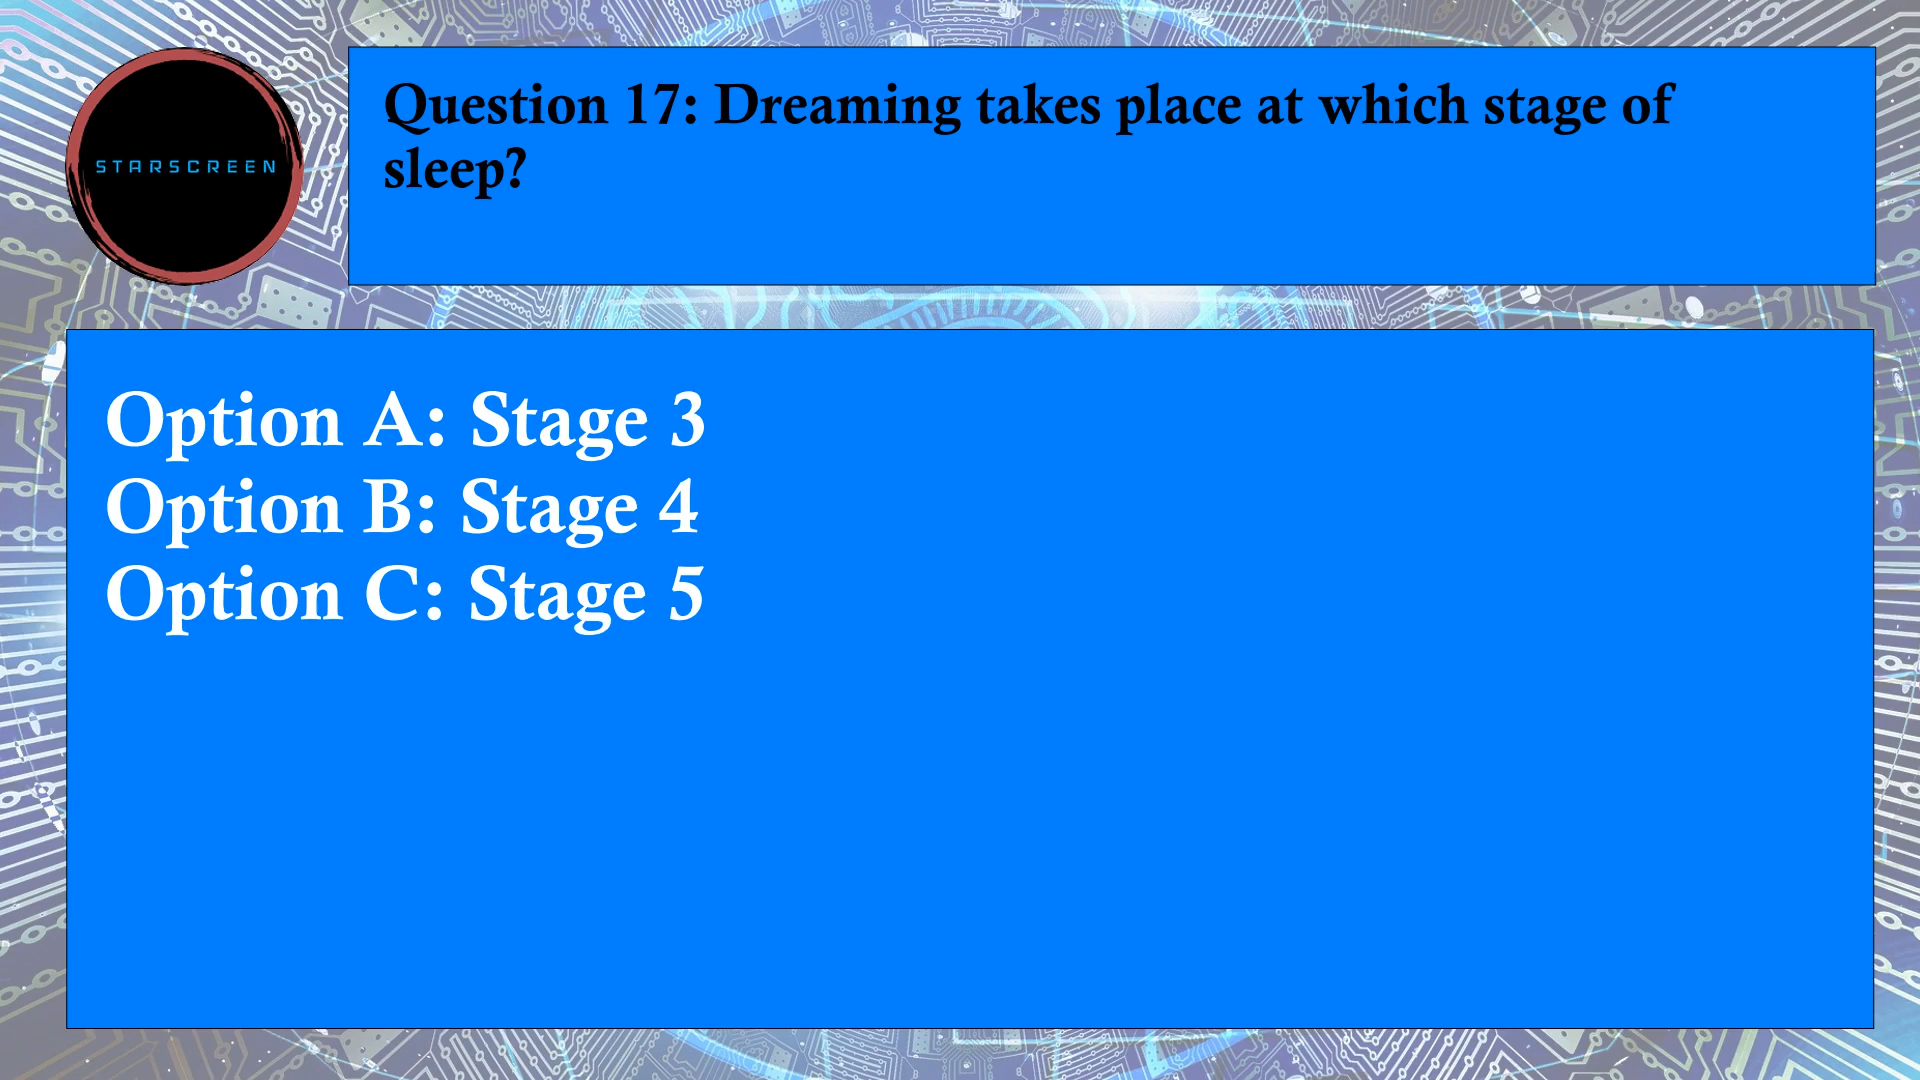 STARSCREEN
Question 17: Dreaming takes place at which stage of
sleep?
Option A: Stage 3
Option B: Stage 4
Option C: Stage 5